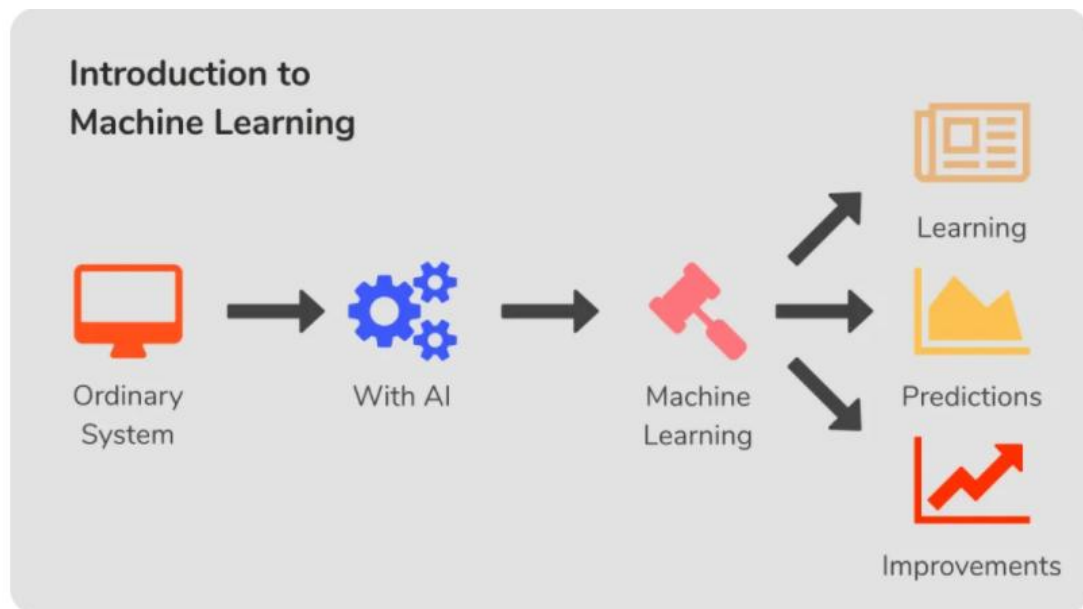 Introduction to
Machine Learning
Ordinary
System
With AI
Machine
Learning
Learning
Predictions
Improvements